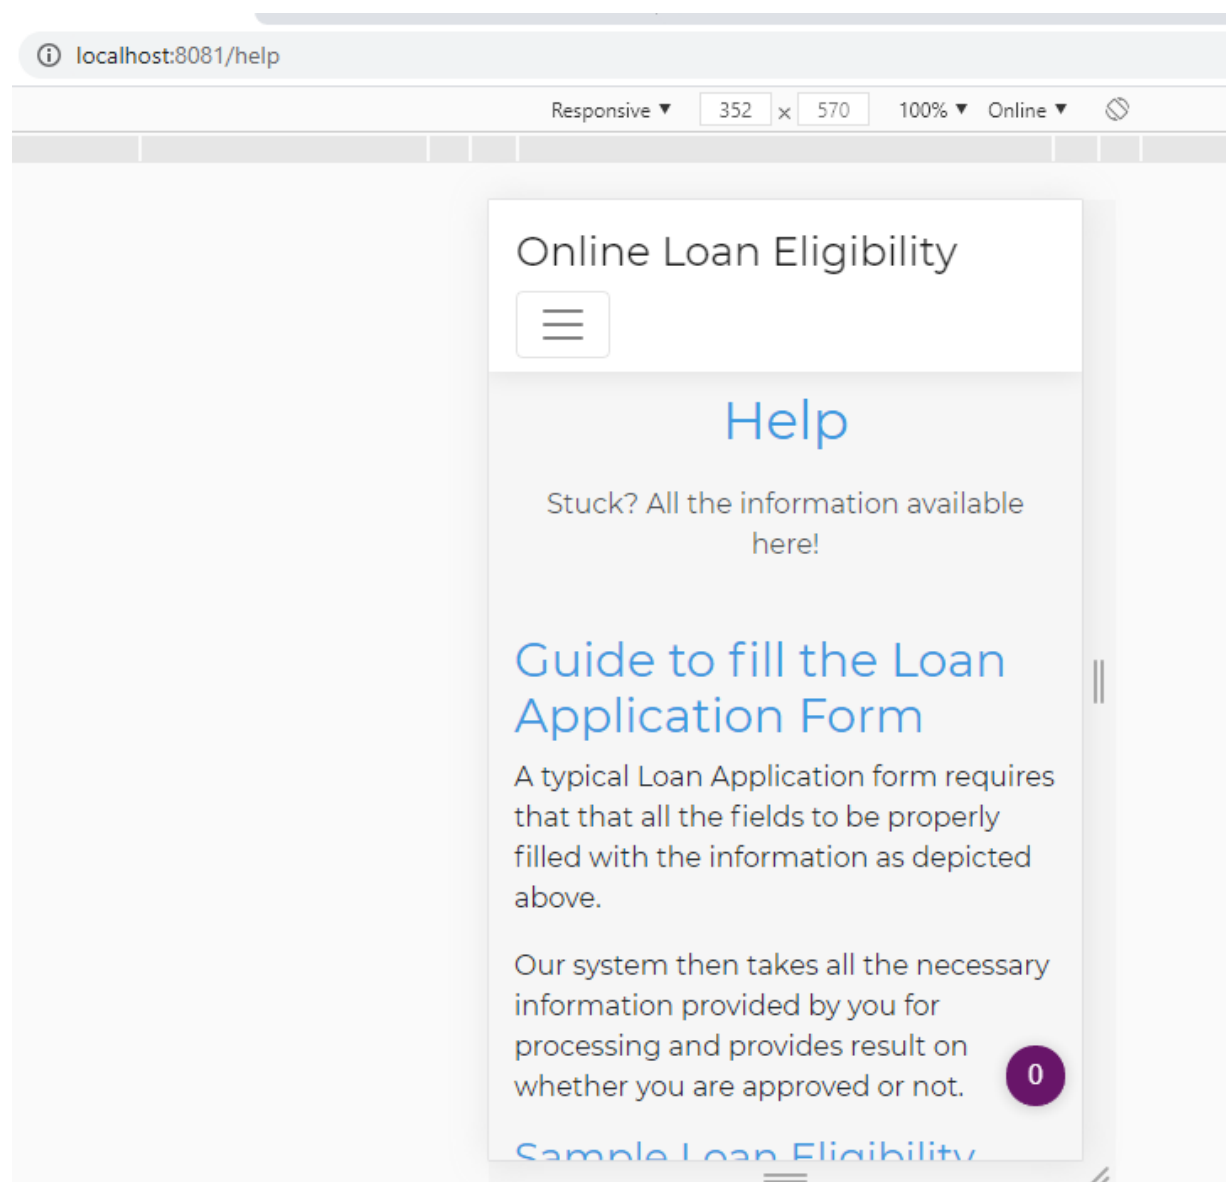 localhost:8081/help
Responsive ▼ 352 × 570 100% ▼ Online ▼
Online Loan Eligibility
Help
Stuck? All the information available
here!
Guide to fill the Loan
Application Form
A typical Loan Application form requires
that that all the fields to be properly
filled with the information as depicted
above.
Our system then takes all the necessary
information provided by you for
processing and provides result on
whether you are approved or not.
0
Sample Loan Eligibility